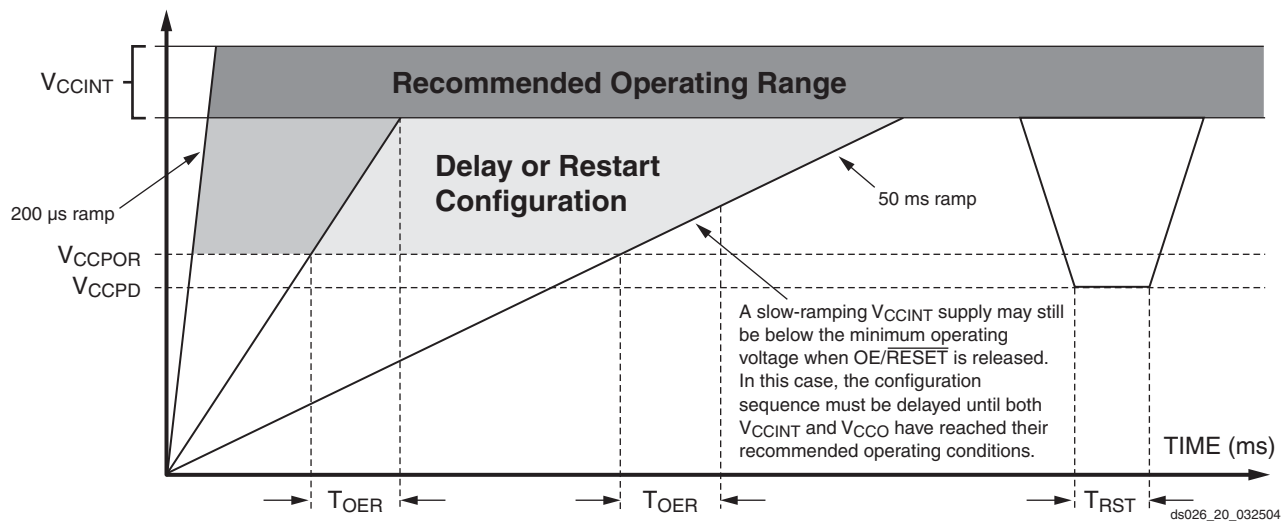 VCCINT
Recommended Operating Range
Delay or Restart
Configuration
200 µs ramp
50 ms ramp
VCCPOR
VCCPD
A slow-ramping VCCINT supply may still
be below the minimum operating
voltage when OE/RESET is released.
In this case, the configuration
sequence must be delayed until both
VCCINT and VCCO have reached their
recommended operating conditions.
TIME (ms)
TOER
TOER
TRST
ds026_20_032504